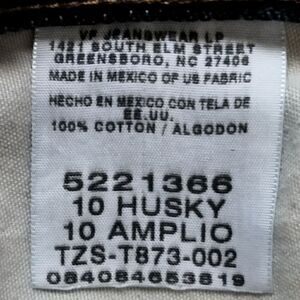 VF JEANSWEAR LP
1421 SOUTH ELM STREET
GREENSBORO, NC 27406
MADE IN MEXICO OF US FABRIC
HECHO EN MEXICO CON TELA DE
EE.UU.
100% COTTON / ALGODON
5221366
10 HUSKY
10 AMPLIO
TZS-T873-002
084084653819